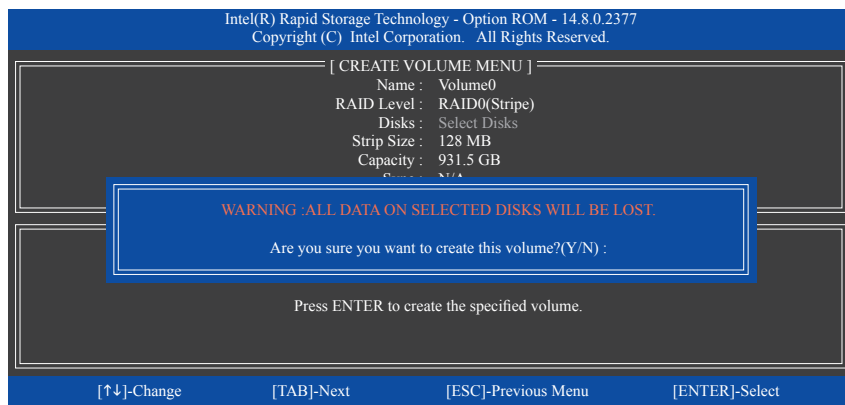 Intel(R) Rapid Storage Technology - Option ROM - 14.8.0.2377
Copyright (C) Intel Corporation. All Rights Reserved.
[ CREATE VOLUME MENU ]
Name : Volume0
RAID Level : RAID0(Stripe)
Disks : Select Disks
Strip Size : 128 MB
Capacity : 931.5 GB
N/A
WARNING :ALL DATA ON SELECTED DISKS WILL BE LOST.
Are you sure you want to create this volume?(Y/N) :
Press ENTER to create the specified volume.
[↑↓]-Change [TAB]-Next [ESC]-Previous Menu [ENTER]-Select